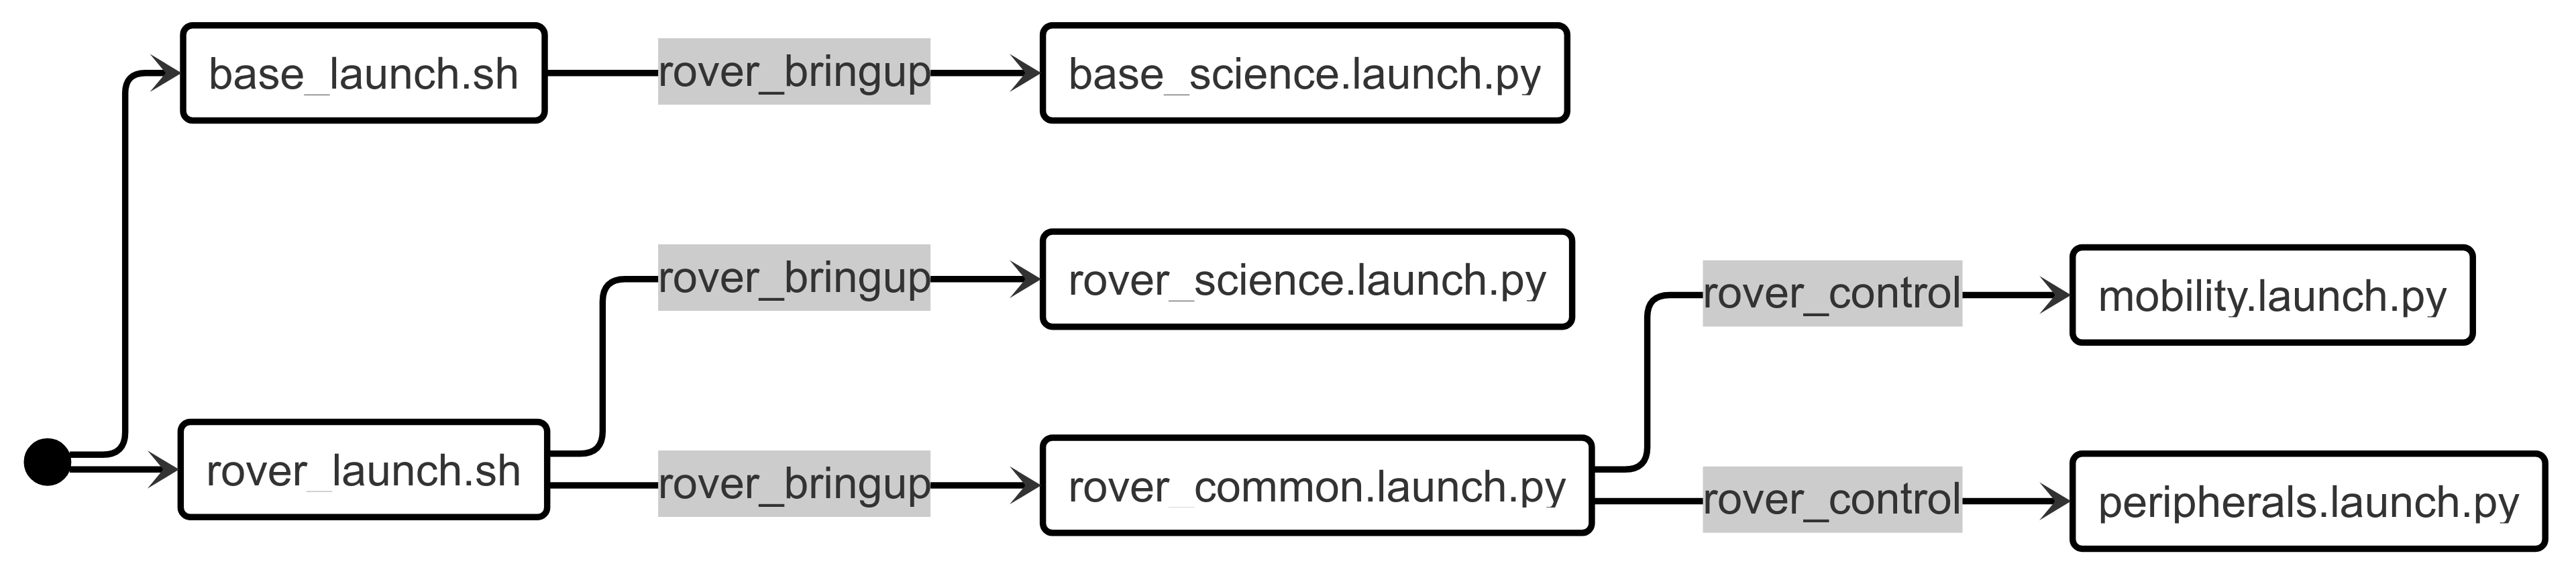 base_launch.sh
rover_bringup
base_science.launch.py
rover_bringup
rover_science.launch.py
rover_control
mobility.launch.py
rover_launch.sh
rover_bringup
rover_common.launch.py
rover_control
peripherals.launch.py